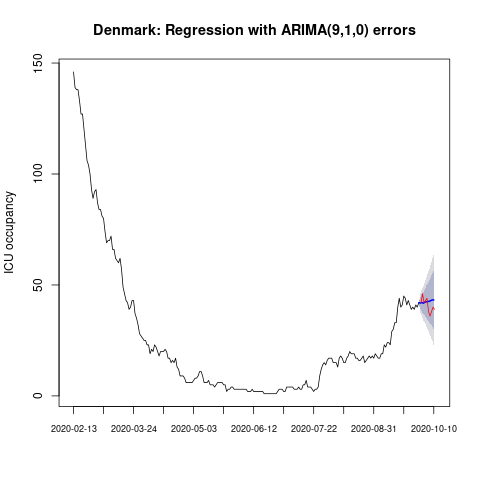 Denmark: Regression with ARIMA(9,1,0) errors
ICU occupancy
150
100
50
0
2020-02-13 2020-03-24 2020-05-03 2020-06-12 2020-07-22 2020-08-31 2020-10-10